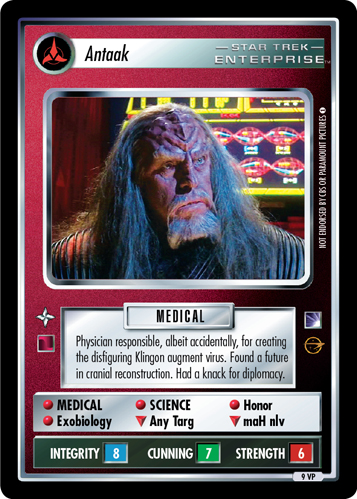 Antaak
STAR TREK
ENTERPRISE™
NOT ENDORSED BY CBS OR PARAMOUNT PICTURES
MEDICAL
Physician responsible, albeit accidentally, for creating
the disfiguring Klingon augment virus. Found a future
in cranial reconstruction. Had a knack for diplomacy.
MEDICAL SCIENCE Honor
Exobiology Any Targ maH nIv
INTEGRITY 8 CUNNING 7 STRENGTH 6
9 VP